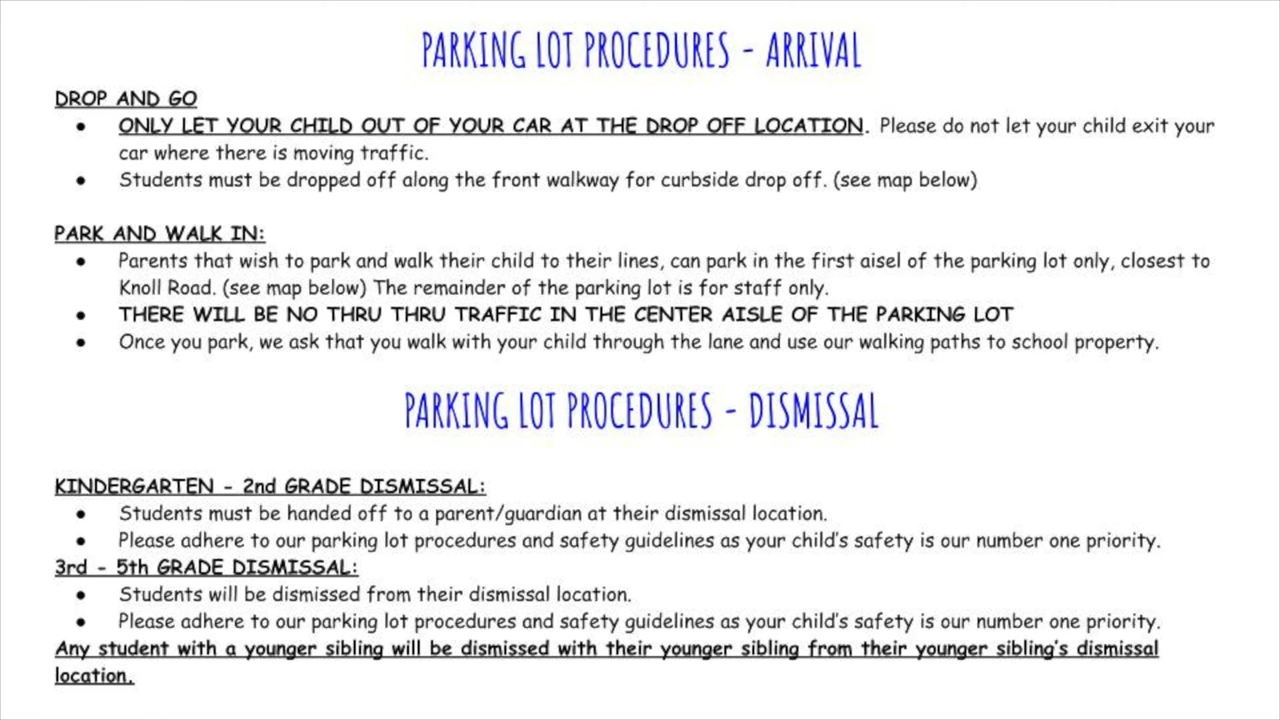 PARKING LOT PROCEDURES - ARRIVAL
DROP AND GO
● ONLY LET YOUR CHILD OUT OF YOUR CAR AT THE DROP OFF LOCATION. Please do not let your child exit your
car where there is moving traffic.
● Students must be dropped off along the front walkway for curbside drop off. (see map below)
PARK AND WALK IN:
● Parents that wish to park and walk their child to their lines, can park in the first aisel of the parking lot only, closest to
Knoll Road. (see map below) The remainder of the parking lot is for staff only.
● THERE WILL BE NO THRU THRU TRAFFIC IN THE CENTER AISLE OF THE PARKING LOT
● Once you park, we ask that you walk with your child through the lane and use our walking paths to school property.
PARKING LOT PROCEDURES - DISMISSAL
KINDERGARTEN - 2nd GRADE DISMISSAL:
● Students must be handed off to a parent/guardian at their dismissal location.
● Please adhere to our parking lot procedures and safety guidelines as your child's safety is our number one priority.
3rd - 5th GRADE DISMISSAL:
● Students will be dismissed from their dismissal location.
● Please adhere to our parking lot procedures and safety guidelines as your child's safety is our number one priority.
Any student with a younger sibling will be dismissed with their younger sibling from their younger sibling's dismissal
location.